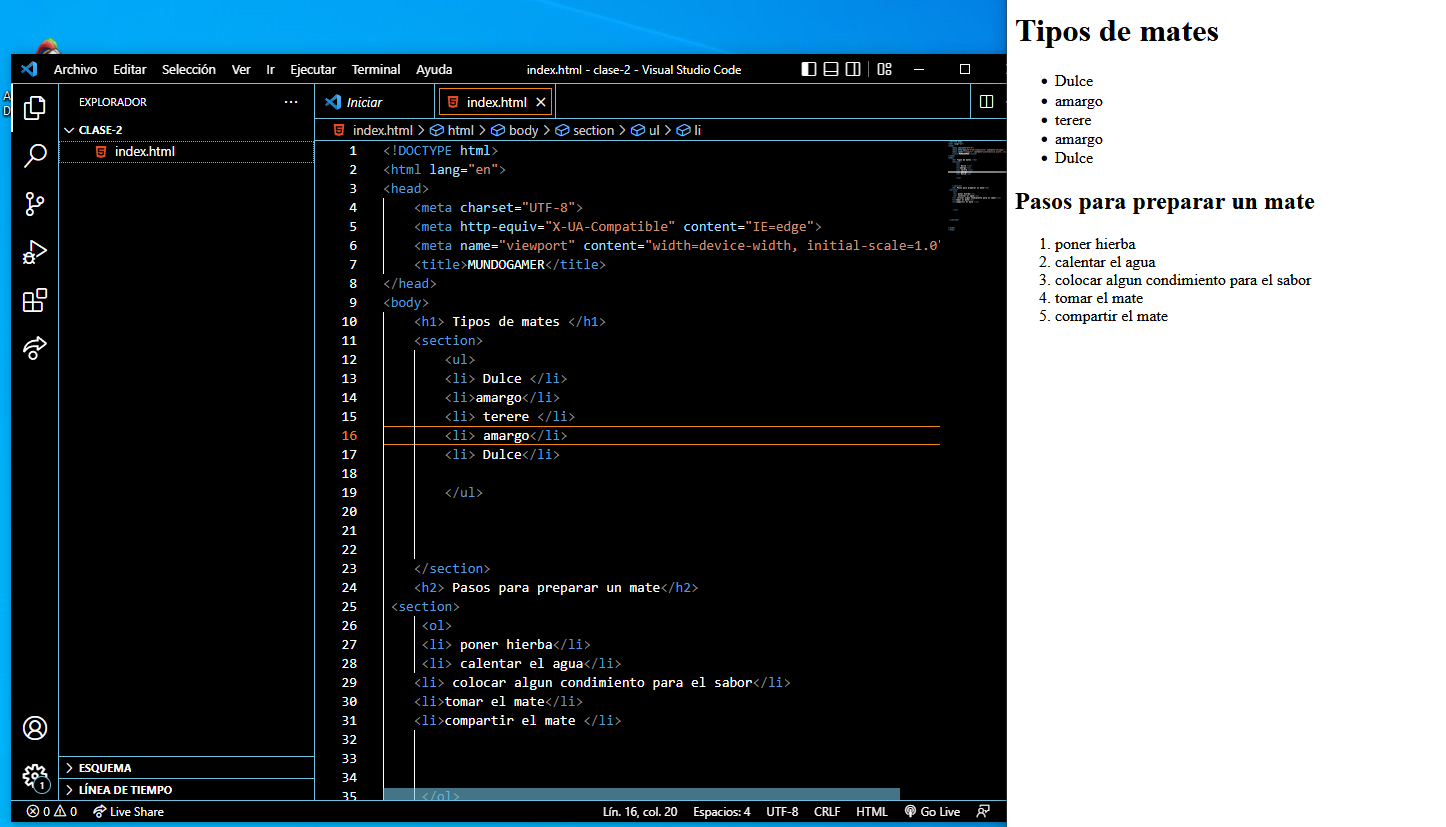 Archivo Editar Selección Ver Ir Ejecutar Terminal Ayuda
index.html - clase-2 - Visual Studio Code
A
D
EXPLORADOR
CLASE-2
index.html
ESQUEMA
LÍNEA DE TIEMPO
Iniciar
index.html
index.html > html > body > section > ul > li
1 <!DOCTYPE html>
2 <html lang="en">
3 <head>
4 <meta charset="UTF-8">
5 <meta http-equiv="X-UA-Compatible" content="IE=edge">
6 <meta name="viewport" content="width=device-width, initial-scale=1.0"
7 <title>MUNDOGAMER</title>
8 </head>
9 <body>
10 <h1> Tipos de mates </h1>
11 <section>
12 <ul>
13 <li> Dulce </li>
14 <li>amargo</li>
15 <li> terere </li>
16 <li> amargo</li>
17 <li> Dulce</li>
18
19 </ul>
20
21
22
23 </section>
24 <h2> Pasos para preparar un mate</h2>
25 <section>
26 <ol>
27 <li> poner hierba</li>
28 <li> calentar el agua</li>
29 <li> colocar algun condimiento para el sabor</li>
30 <li>tomar el mate</li>
31 <li>compartir el mate </li>
32
33
34
35 </ol>
1
0 0 Live Share
Lín. 16, col. 20 Espacios: 4 UTF-8 CRLF HTML Go Live
Tipos de mates
• Dulce
• amargo
• terere
• amargo
• Dulce
Pasos para preparar un mate
1. poner hierba
2. calentar el agua
3. colocar algun condimiento para el sabor
4. tomar el mate
5. compartir el mate